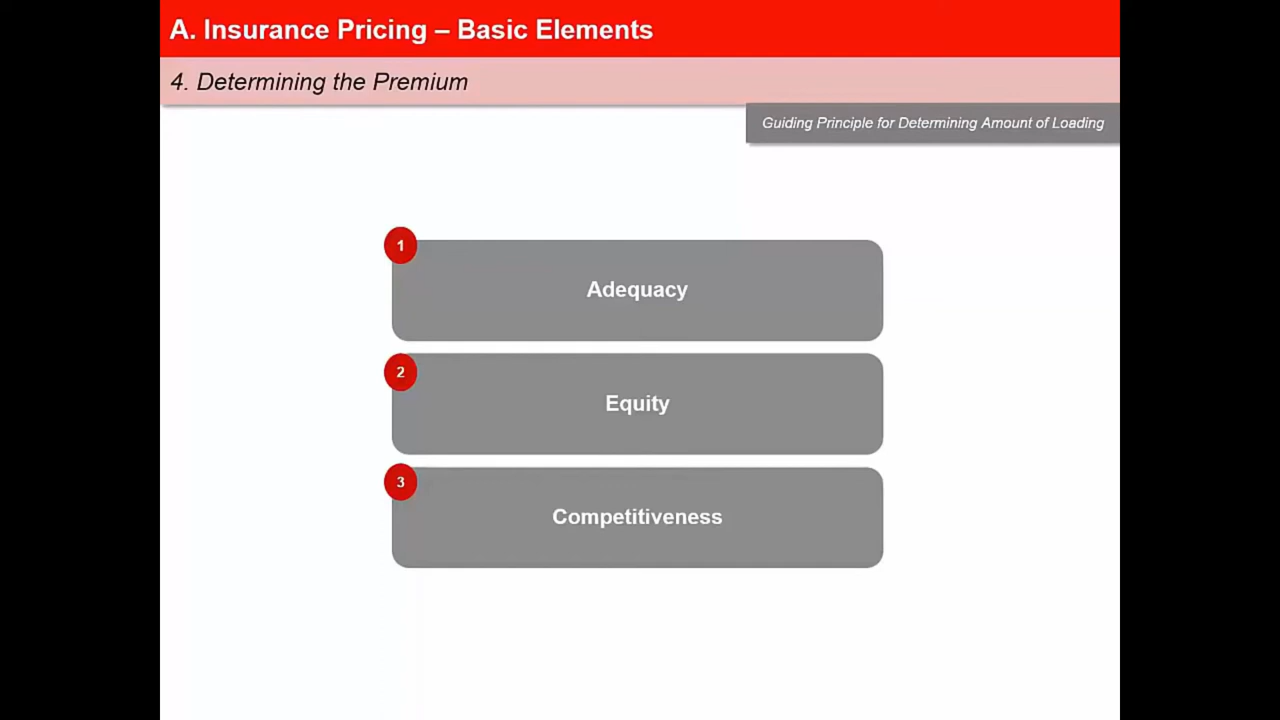 A. Insurance Pricing – Basic Elements
4. Determining the Premium
Guiding Principle for Determining Amount of Loading
1
Adequacy
2
Equity
3
Competitiveness